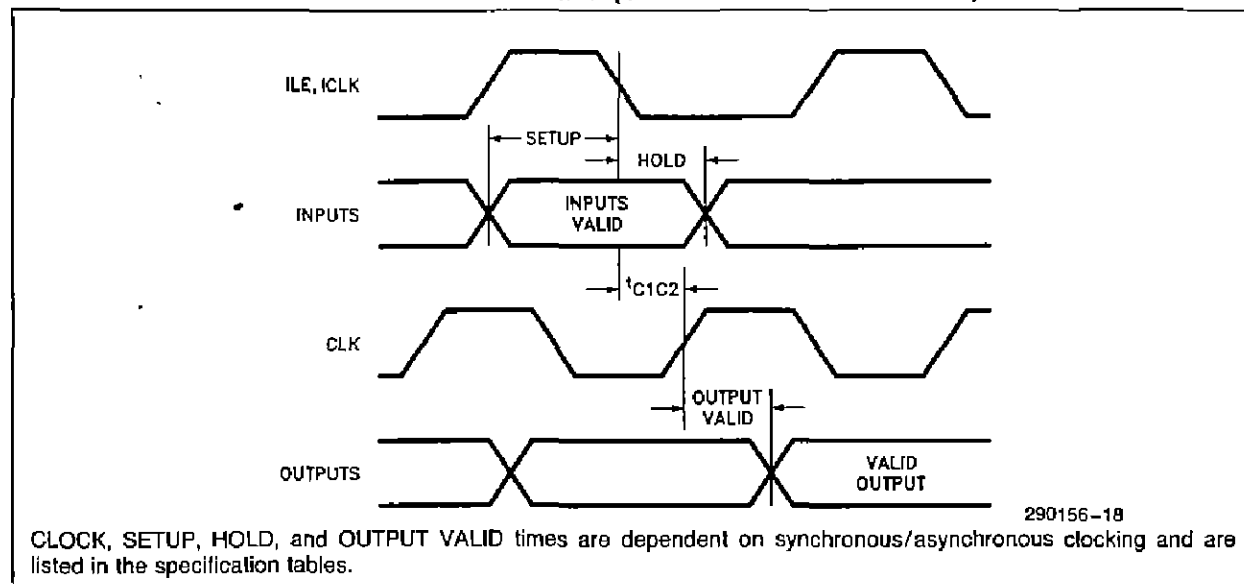 ILE, ICLK
SETUP
HOLD
INPUTS
INPUTS
VALID
tC1C2
CLK
OUTPUT
VALID
OUTPUTS
VALID
OUTPUT
290156–18
CLOCK, SETUP, HOLD, and OUTPUT VALID times are dependent on synchronous/asynchronous clocking and are
listed in the specification tables.